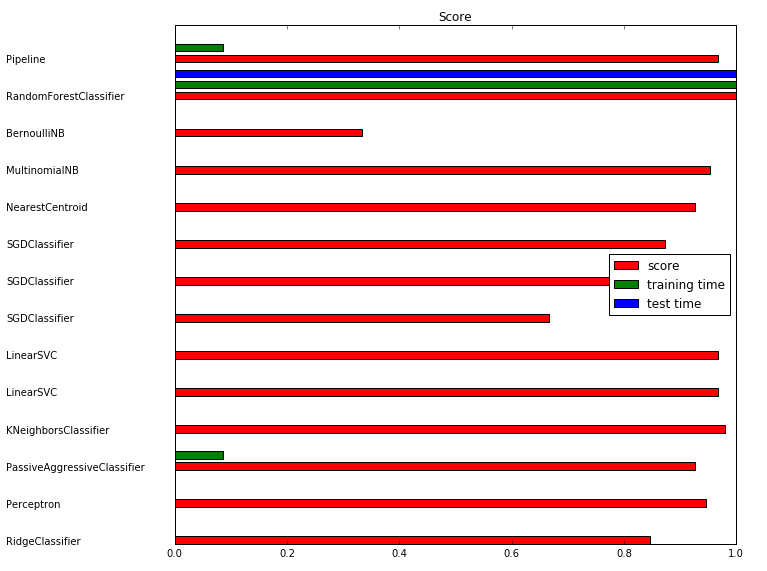 Score
Pipeline
RandomForestClassifier
BernoulliNB
MultinomialNB
NearestCentroid
SGDClassifier
SGDClassifier
SGDClassifier
LinearSVC
LinearSVC
KNeighborsClassifier
PassiveAggressiveClassifier
Perceptron
RidgeClassifier
score
training time
test time
0.0 0.2 0.4 0.6 0.8 1.0